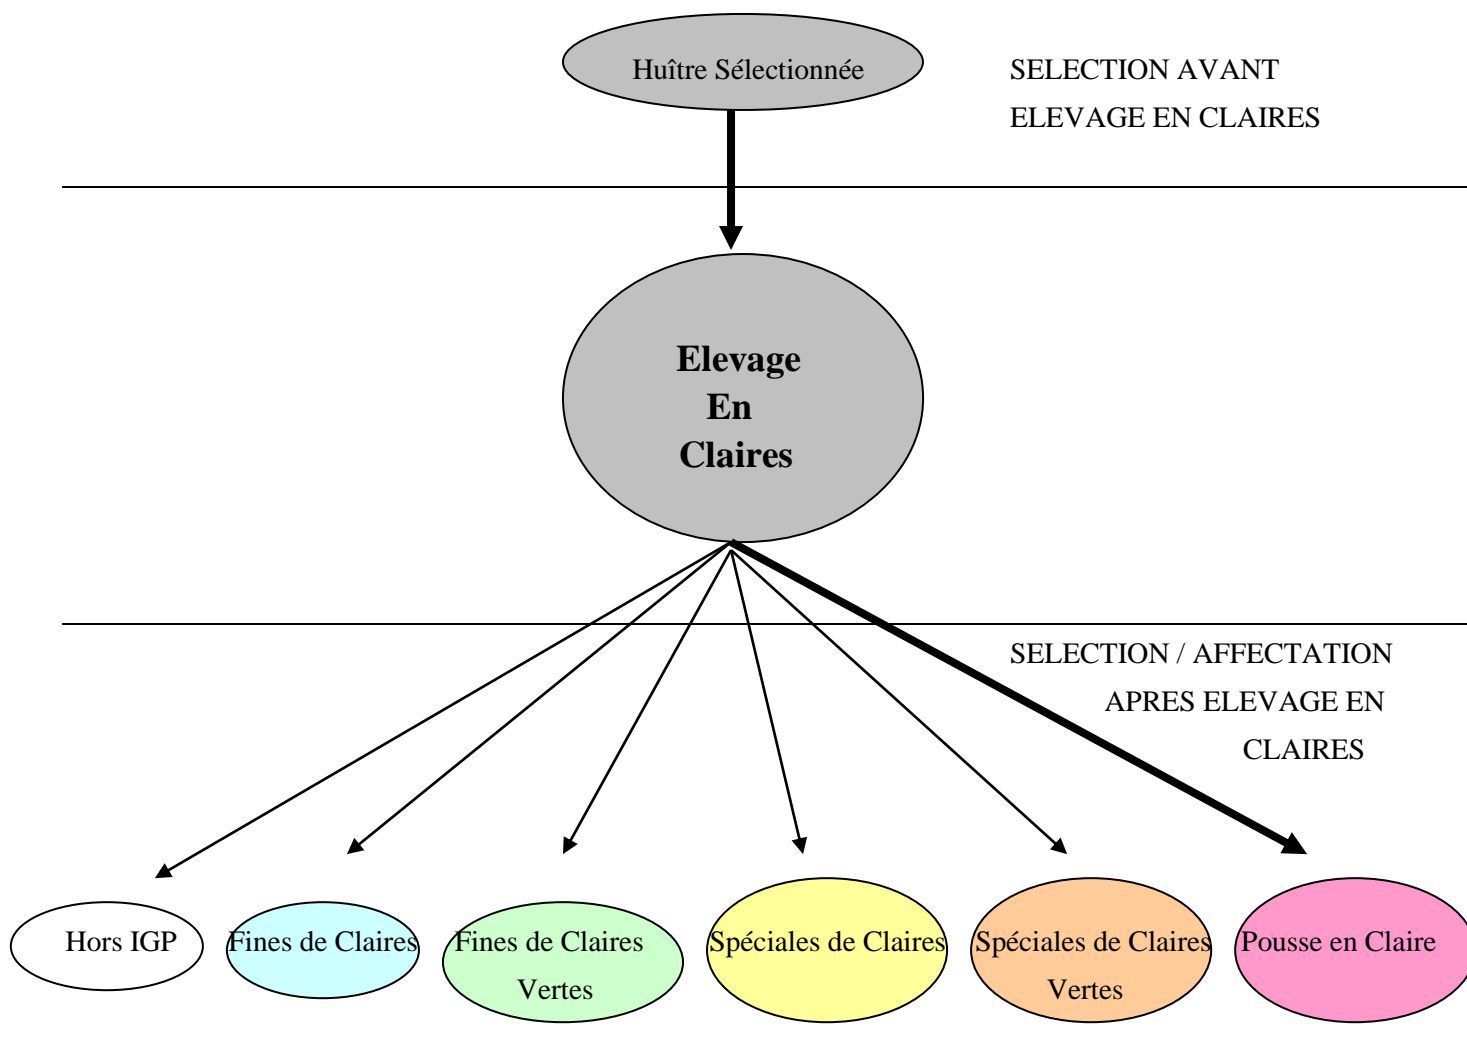 Huître Sélectionnée
SELECTION AVANT
ELEVAGE EN CLAIRES
Elevage
En
Claires
SELECTION / AFFECTATION
APRES ELEVAGE EN
CLAIRES
Hors IGP
Fines de Claires
Fines de Claires
Vertes
Spéciales de Claires
Spéciales de Claires
Vertes
Pousse en Claire